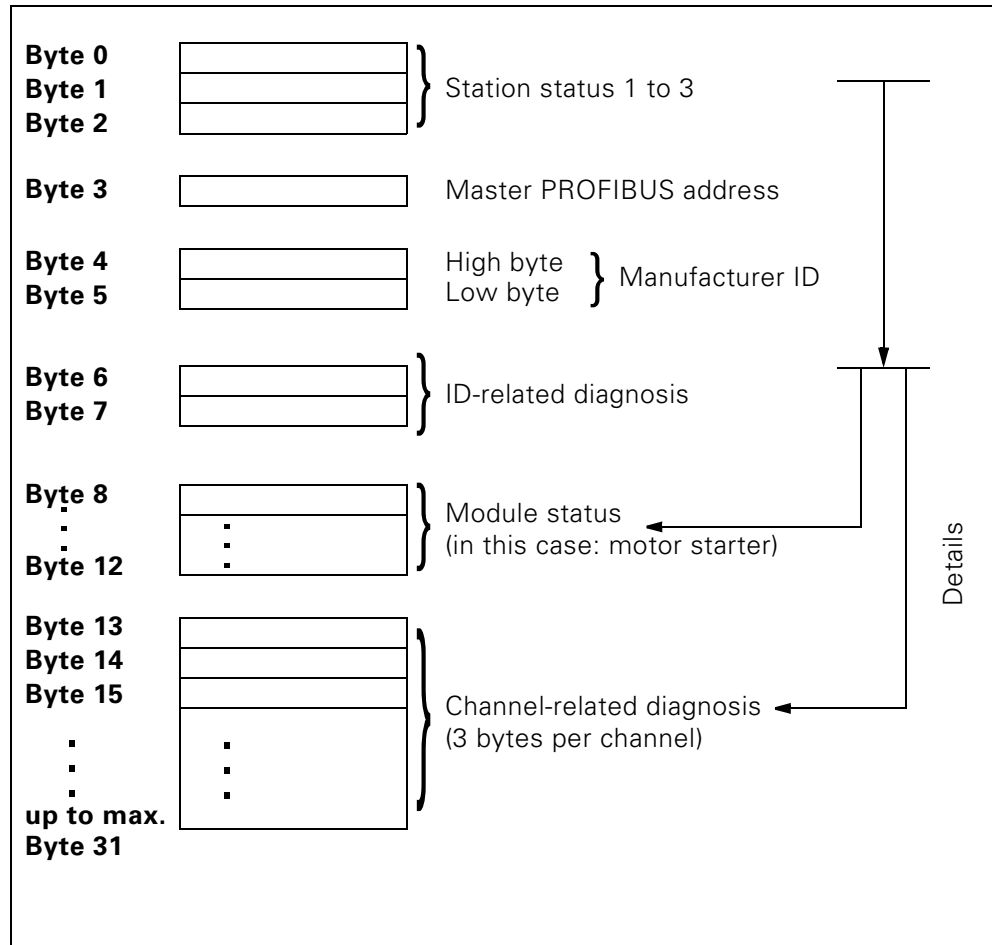 Byte 0
Byte 1
Byte 2
Station status 1 to 3
Byte 3
Master PROFIBUS address
Byte 4
Byte 5
High byte
Low byte
Manufacturer ID
Byte 6
Byte 7
ID-related diagnosis
Byte 8
Byte 12
Module status
(in this case: motor starter)
Byte 13
Byte 14
Byte 15
up to max.
Byte 31
Channel-related diagnosis
(3 bytes per channel)
Details